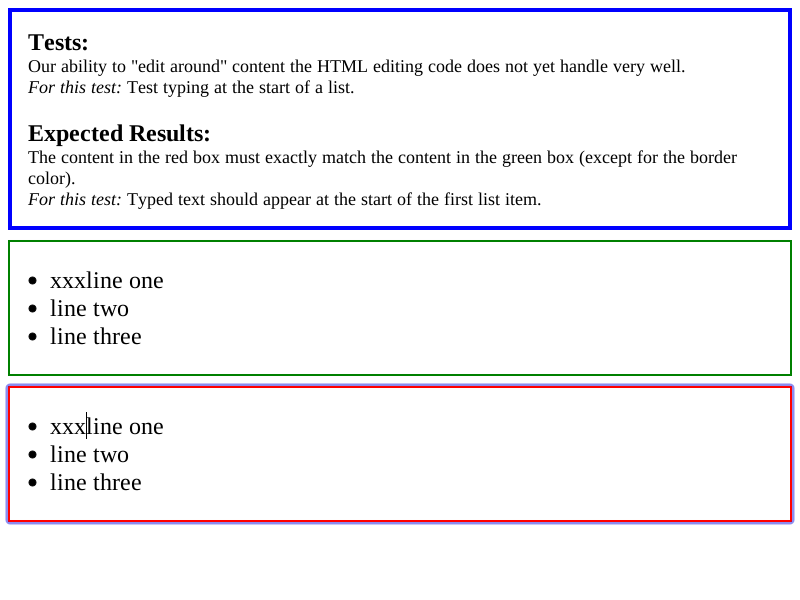 Tests:
Our ability to "edit around" content the HTML editing code does not yet handle very well.
For this test: Test typing at the start of a list.
Expected Results:
The content in the red box must exactly match the content in the green box (except for the border
color).
For this test: Typed text should appear at the start of the first list item.
• xxxline one
• line two
• line three
• xxxline one
• line two
• line three